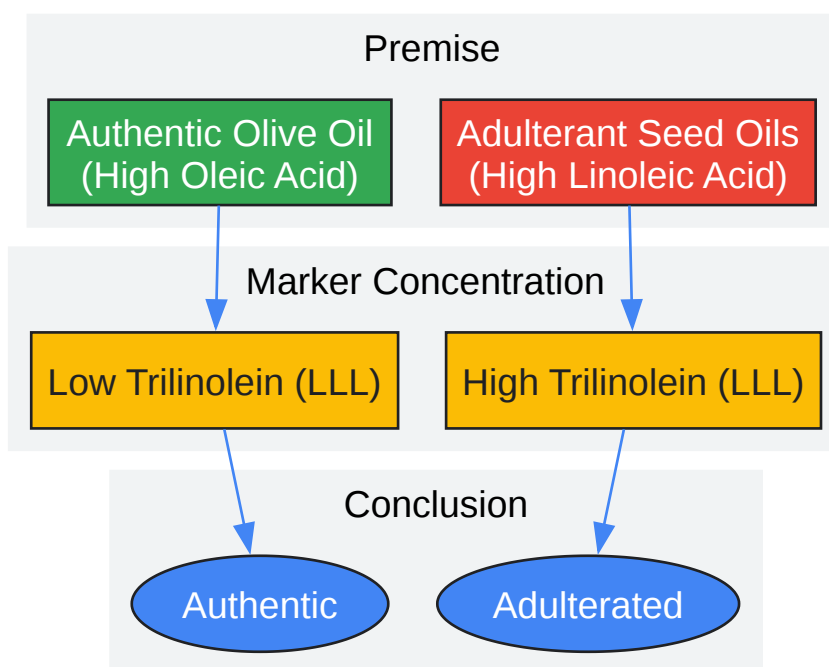 Premise
Authentic Olive Oil
(High Oleic Acid)
Adulterant Seed Oils
(High Linoleic Acid)
Marker Concentration
Low Trilinolein (LLL)
High Trilinolein (LLL)
Conclusion
Authentic
Adulterated